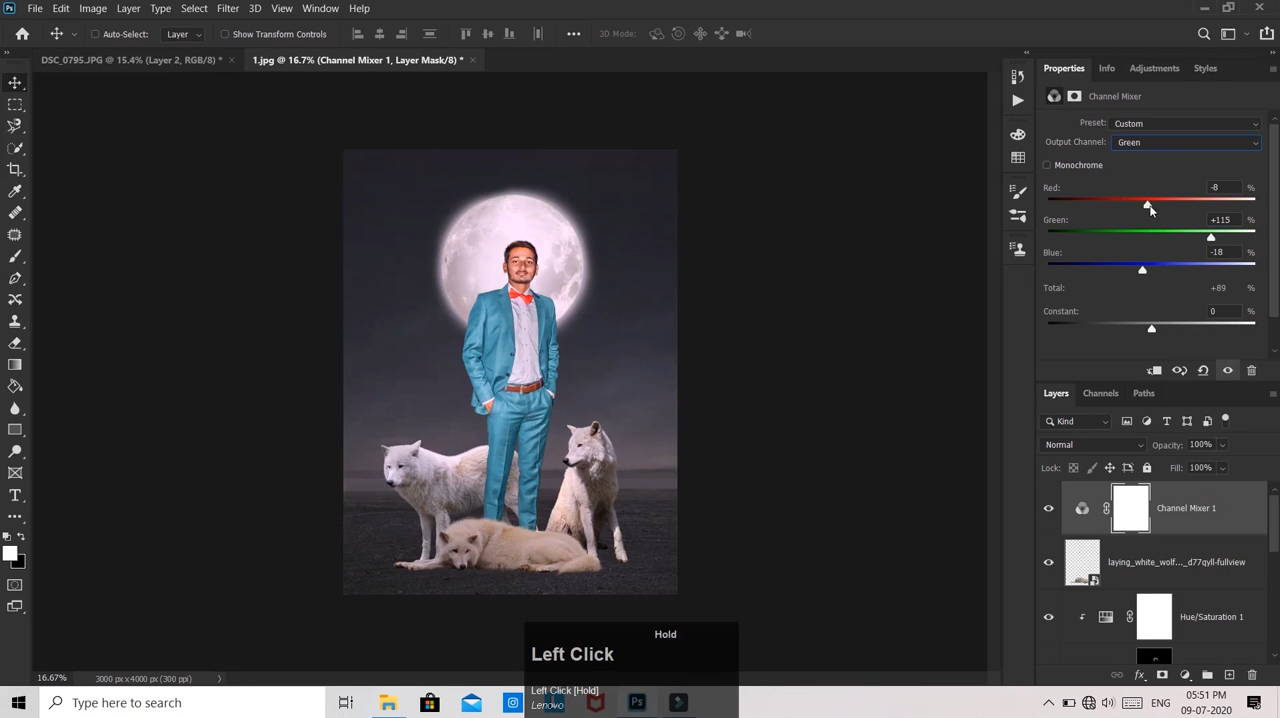 Ps File Edit Image Layer Type Select Filter 3D View Window Help
Auto-Select: Layer Show Transform Controls 3D Mode:
DSC_0795.JPG @ 15.4% (Layer 2, RGB/8) * × 1.jpg @ 16.7% (Channel Mixer 1, Layer Mask/8) * ×
Properties Info Adjustments Styles
Channel Mixer
Preset: Custom
Output Channel: Green
Monochrome
Red: -8 %
Green: +115 %
Blue: -18 %
Total: +89 %
Constant: 0 %
Layers Channels Paths
Kind
Normal Opacity: 100%
Lock: Fill: 100%
Channel Mixer 1
laying_white_wolf..._d77qyll-fullview
Hue/Saturation 1
Hold
Left Click
Left Click [Hold]
Lenovo
16.67% 3000 px x 4000 px (300 ppi)
Type here to search
Ps
ENG
05:51 PM
09-07-2020